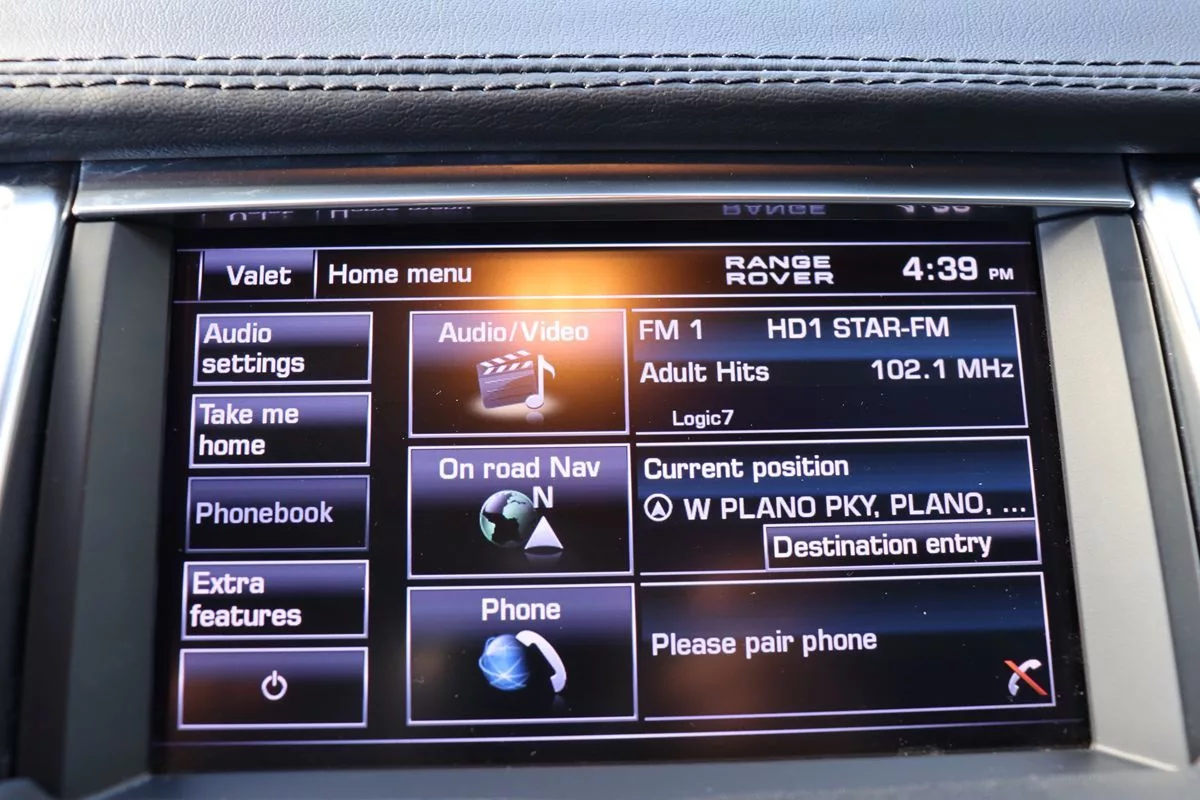 Valet
Home menu
RANGE
ROVER
4:39 PM
Audio
settings
Take me
home
Phonebook
Extra
features
Audio/Video
On road Nav
N
Phone
FM 1 HD1 STAR-FM
Adult Hits 102.1 MHz
Logic7
Current position
W PLANO PKY, PLANO, ...
Destination entry
Please pair phone